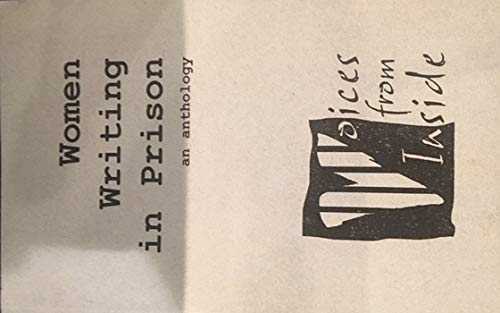 Women
Writing
in Prison
an anthology
Voices
from
Inside